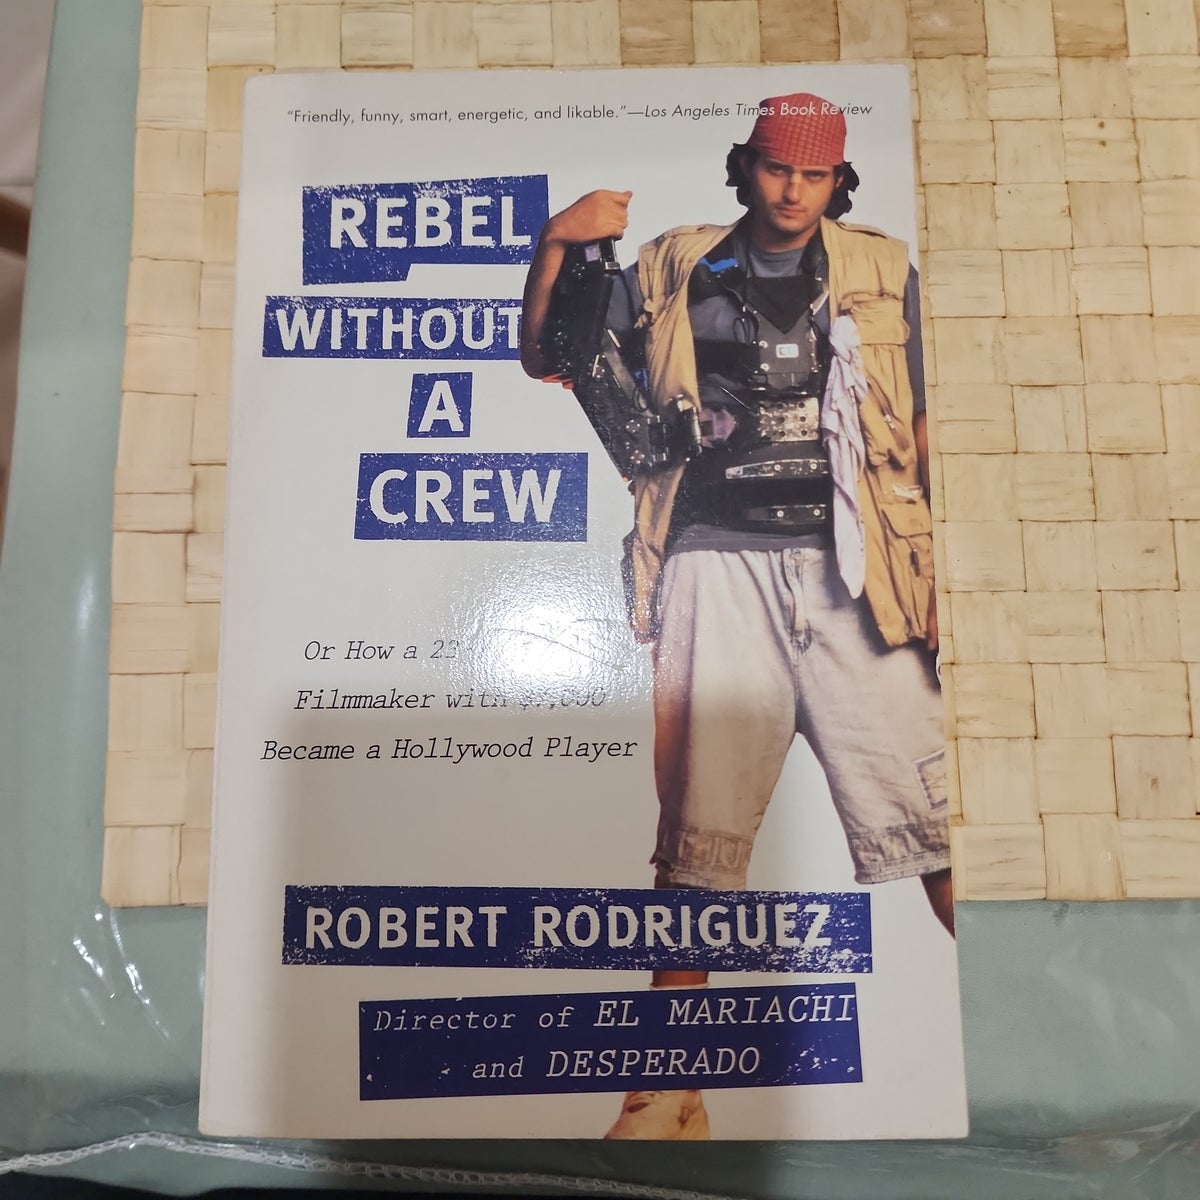 "Friendly, funny, smart, energetic, and likable."—Los Angeles Times Book Review
REBEL
WITHOUT
A
CREW
Or How a 23
Filmmaker with
Became a Hollywood Player
ROBERT RODRIGUEZ
Director of EL MARIACHI
and DESPERADO